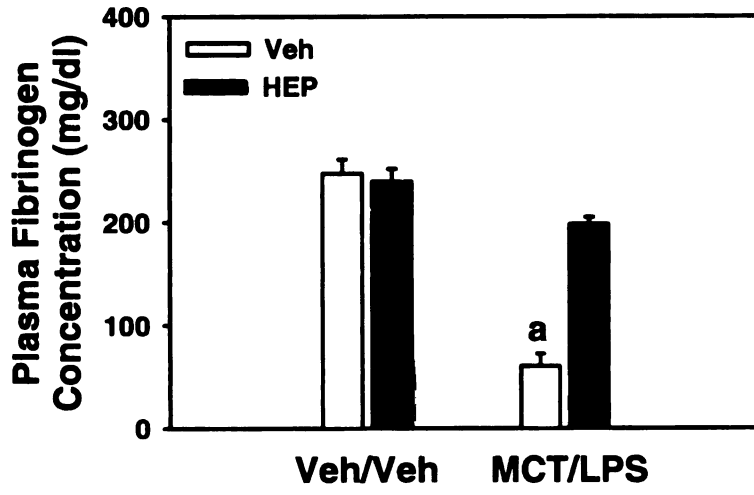 Plasma Fibrinogen
Concentration (mg/dl)
400
300
200
100
0
Veh
HEP
a
Veh/Veh
MCT/LPS